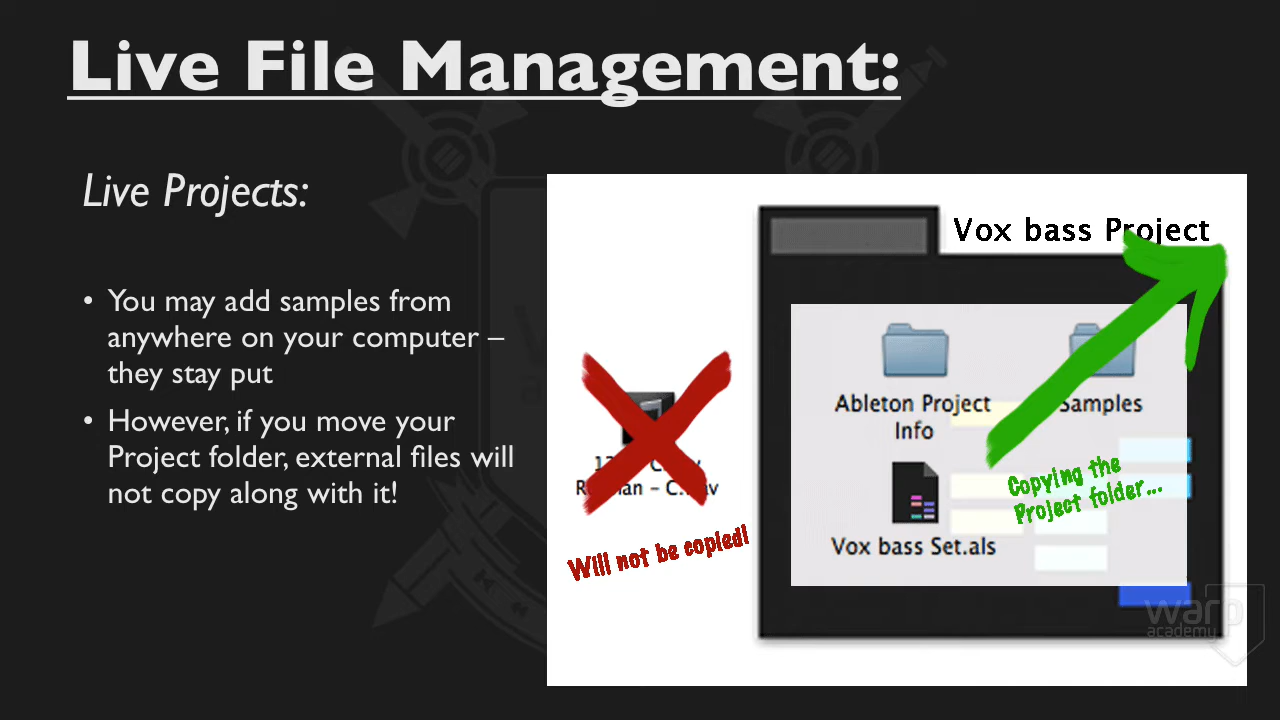 Live File Management:
Live Projects:
• You may add samples from
anywhere on your computer –
they stay put
• However, if you move your
Project folder, external files will
not copy along with it!
Vox bass Project
Ableton Project
Info
Samples
Vox bass Set.als
Copying the
Project folder...
– C.
Will not be copied!
warp
academy